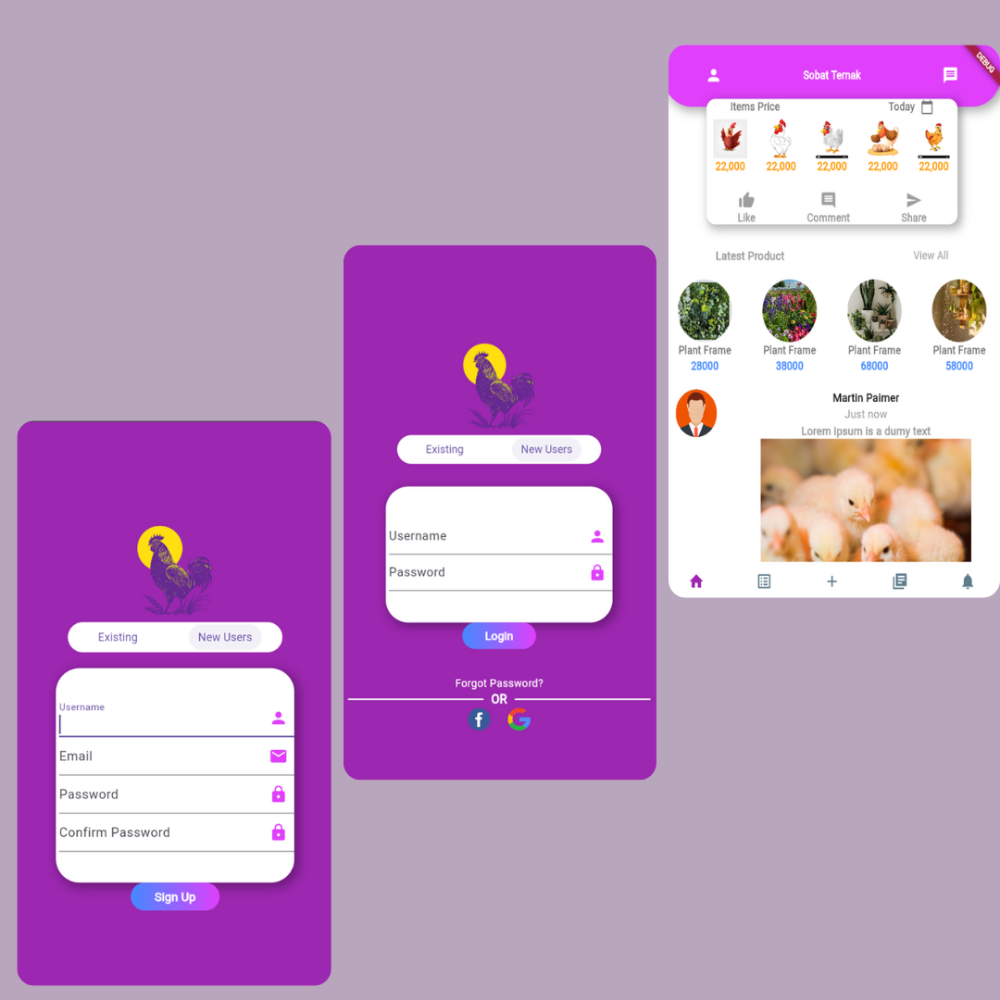 Existing New Users
Username
Email
Password
Confirm Password
Sign Up
Existing New Users
Username
Password
Login
Forgot Password?
OR
f
G
DEBUG
Sobat Ternak
Items Price Today
22,000 22,000 22,000 22,000 22,000
Like Comment Share
Latest Product View All
Plant Frame Plant Frame Plant Frame Plant Frame
28000 38000 68000 58000
Martin Palmer
Just now
Lorem ipsum is a dumy text